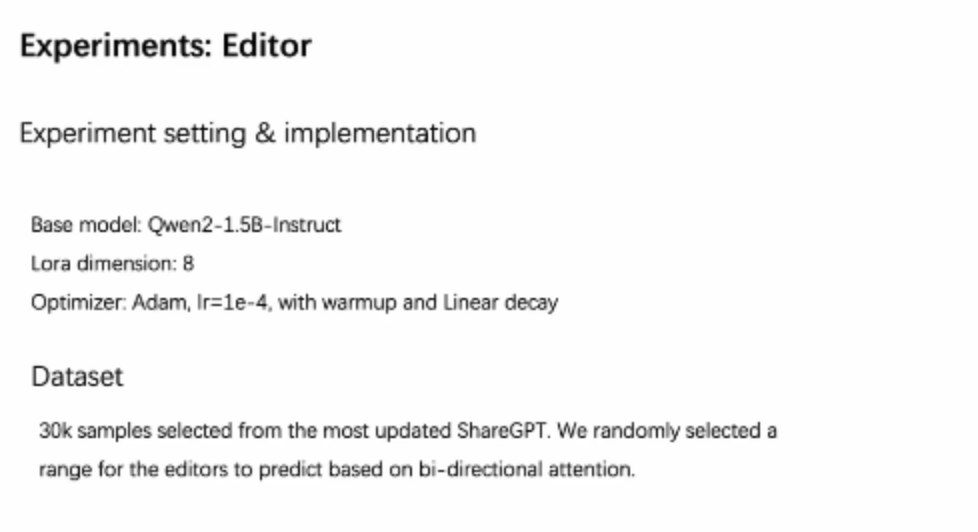 Experiments: Editor
Experiment setting & implementation
Base model: Qwen2-1.5B-Instruct
Lora dimension: 8
Optimizer: Adam, lr=1e-4, with warmup and Linear decay
Dataset
30k samples selected from the most updated ShareGPT. We randomly selected a
range for the editors to predict based on bi-directional attention.